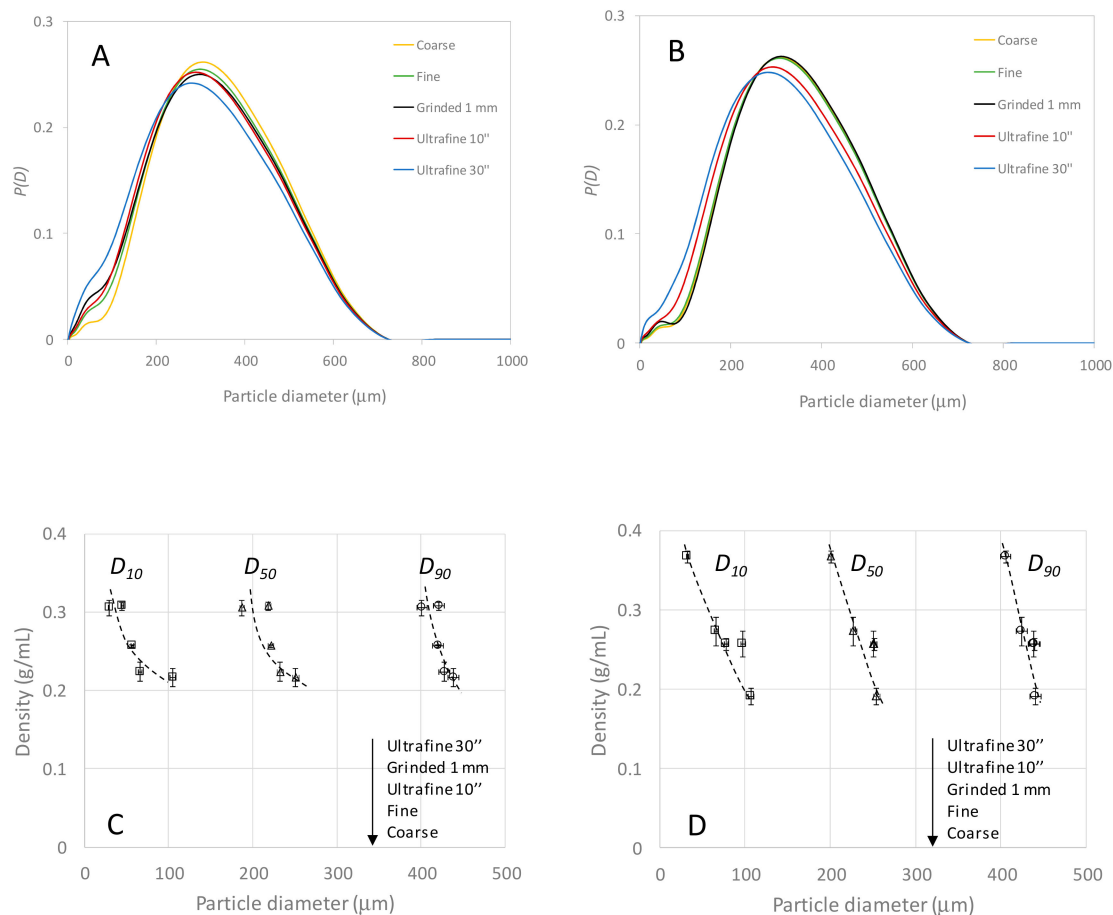 0.3
A
Coarse
Fine
Grinded 1 mm
Ultrafine 10"
Ultrafine 30"
0.2
P(D)
0.1
0
0 200 400 600 800 1000
Particle diameter (μm)
0.3
B
Coarse
Fine
Grinded 1 mm
Ultrafine 10"
Ultrafine 30"
0.2
P(D)
0.1
0
0 200 400 600 800 1000
Particle diameter (μm)
0.4
D10 D50 D90
0.3
Density (g/mL)
0.2
0.1
Ultrafine 30’’
Grinded 1 mm
Ultrafine 10’’
Fine
Coarse
C
0
0 100 200 300 400 500
Particle diameter (μm)
0.4
D10 D50 D90
0.3
Density (g/mL)
0.2
0.1
Ultrafine 30’’
Ultrafine 10’’
Grinded 1 mm
Fine
Coarse
D
0
0 100 200 300 400 500
Particle diameter (μm)